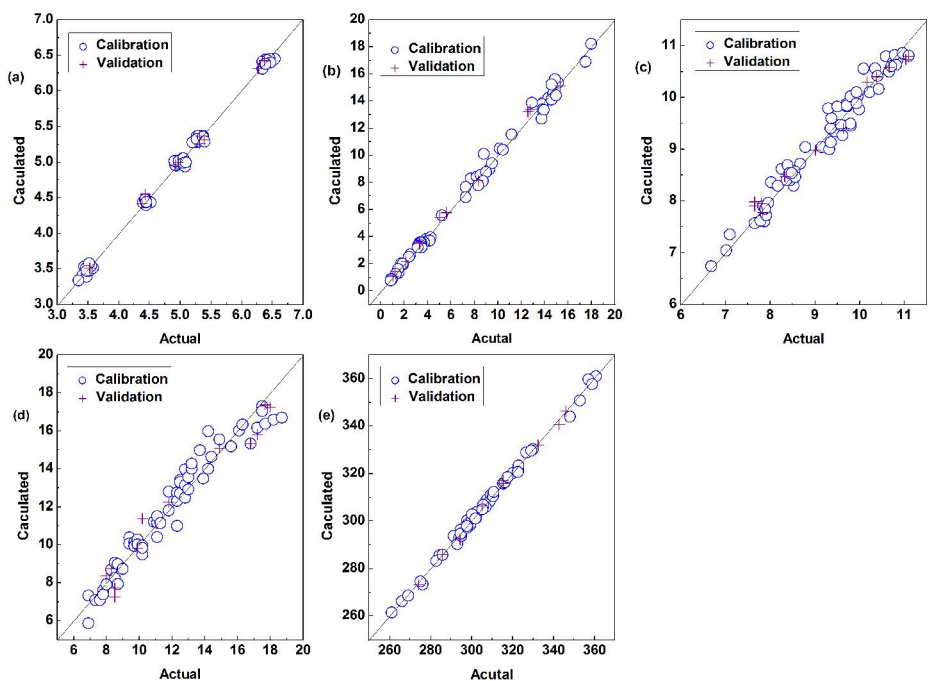 (a)
Caculated
7.0
6.5
6.0
5.5
5.0
4.5
4.0
3.5
3.0
Calibration
Validation
3.0 3.5 4.0 4.5 5.0 5.5 6.0 6.5 7.0
Actual
(b)
Caculated
20
18
16
14
12
10
8
6
4
2
0
Calibration
Validation
0 2 4 6 8 10 12 14 16 18 20
Acutal
(c)
Caculated
11
10
9
8
7
6
Calibration
Validation
6 7 8 9 10 11
Actual
(d)
Caculated
20
18
16
14
12
10
8
6
Calibration
Validation
6 8 10 12 14 16 18 20
Actual
(e)
Caculated
360
340
320
300
280
260
Calibration
Validation
260 280 300 320 340 360
Acutal